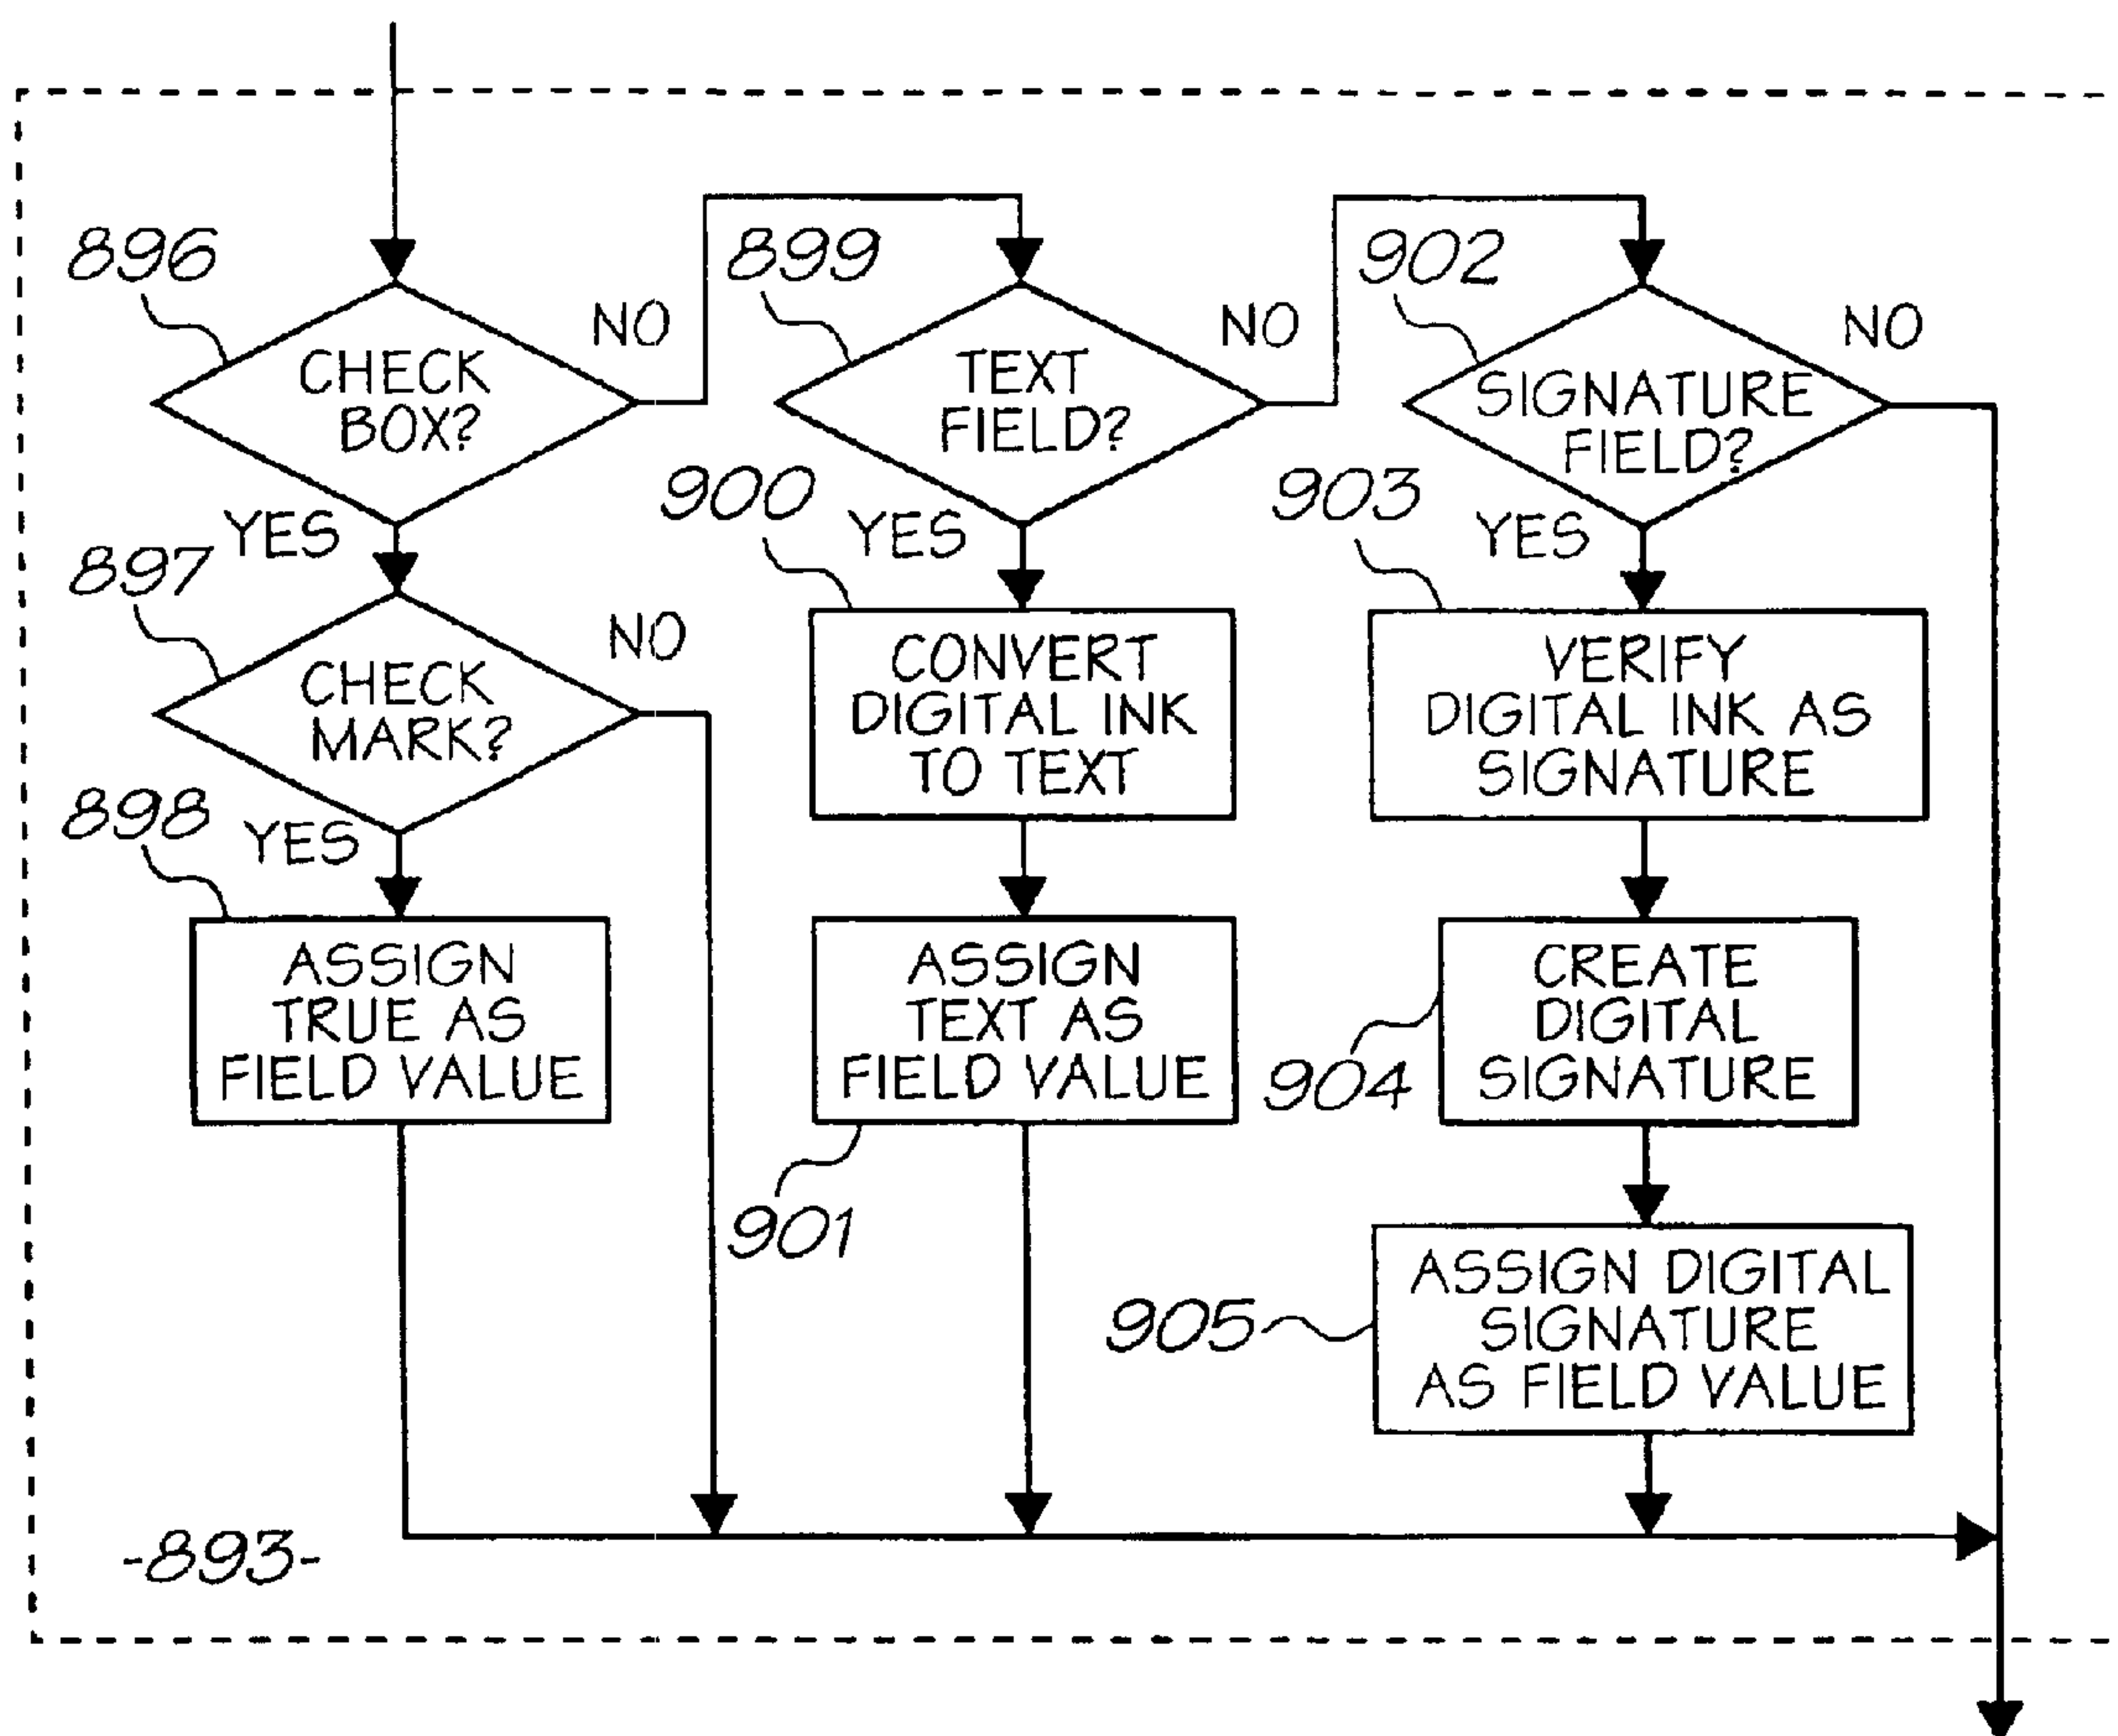 896
CHECK
BOX?
NO
YES
897
CHECK
MARK?
NO
YES
898
ASSIGN
TRUE AS
FIELD VALUE
899
TEXT
FIELD?
NO
YES
900
CONVERT
DIGITAL INK
TO TEXT
ASSIGN
TEXT AS
FIELD VALUE
901
902
SIGNATURE
FIELD?
NO
YES
903
VERIFY
DIGITAL INK AS
SIGNATURE
CREATE
DIGITAL
SIGNATURE
904
ASSIGN DIGITAL
SIGNATURE
AS FIELD VALUE
905
-893-